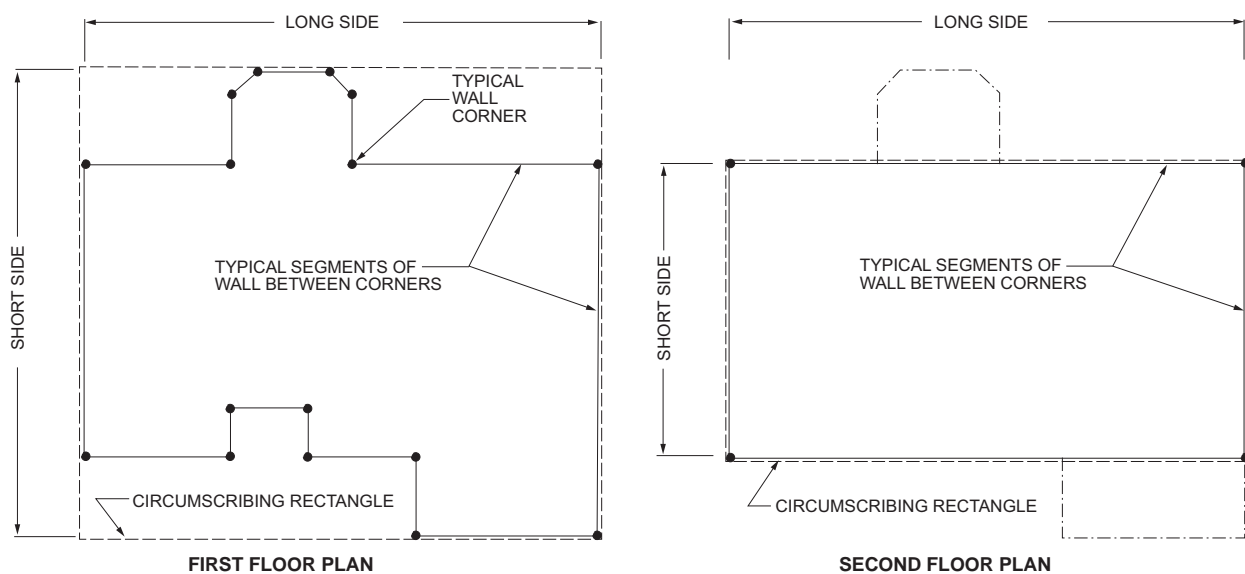 LONG SIDE
TYPICAL
WALL
CORNER
SHORT SIDE
TYPICAL SEGMENTS OF
WALL BETWEEN CORNERS
CIRCUMSCRIBING RECTANGLE
FIRST FLOOR PLAN
LONG SIDE
SHORT SIDE
TYPICAL SEGMENTS OF
WALL BETWEEN CORNERS
CIRCUMSCRIBING RECTANGLE
SECOND FLOOR PLAN